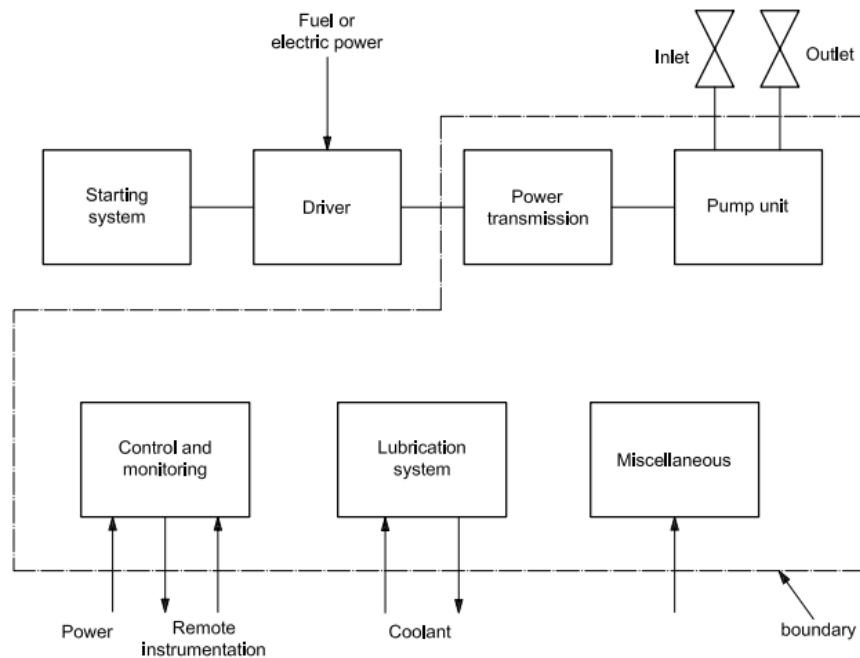 Fuel or
electric power
Inlet
Outlet
Starting
system
Driver
Power
transmission
Pump unit
Control and
monitoring
Lubrication
system
Miscellaneous
Power
Remote
instrumentation
Coolant
boundary